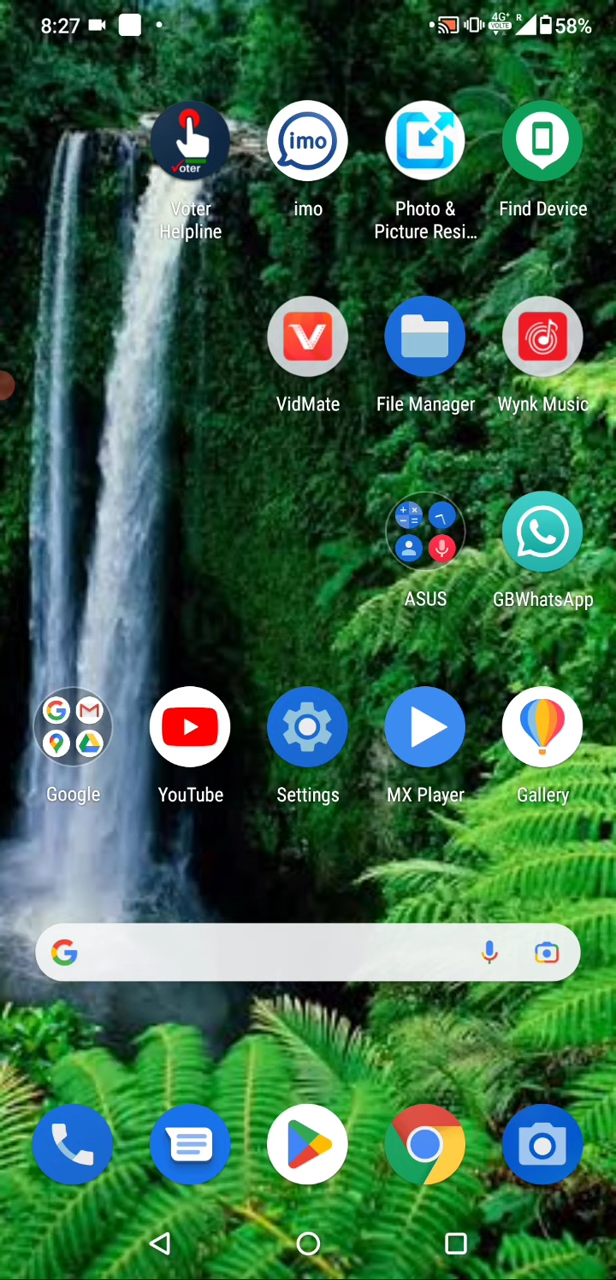 8:27
4G+
VOLTE
R
58%
Voter
Voter
Helpline
imo
imo
Photo &
Picture Resi...
Find Device
VidMate
File Manager
Wynk Music
ASUS
GBWhatsApp
Google
YouTube
Settings
MX Player
Gallery